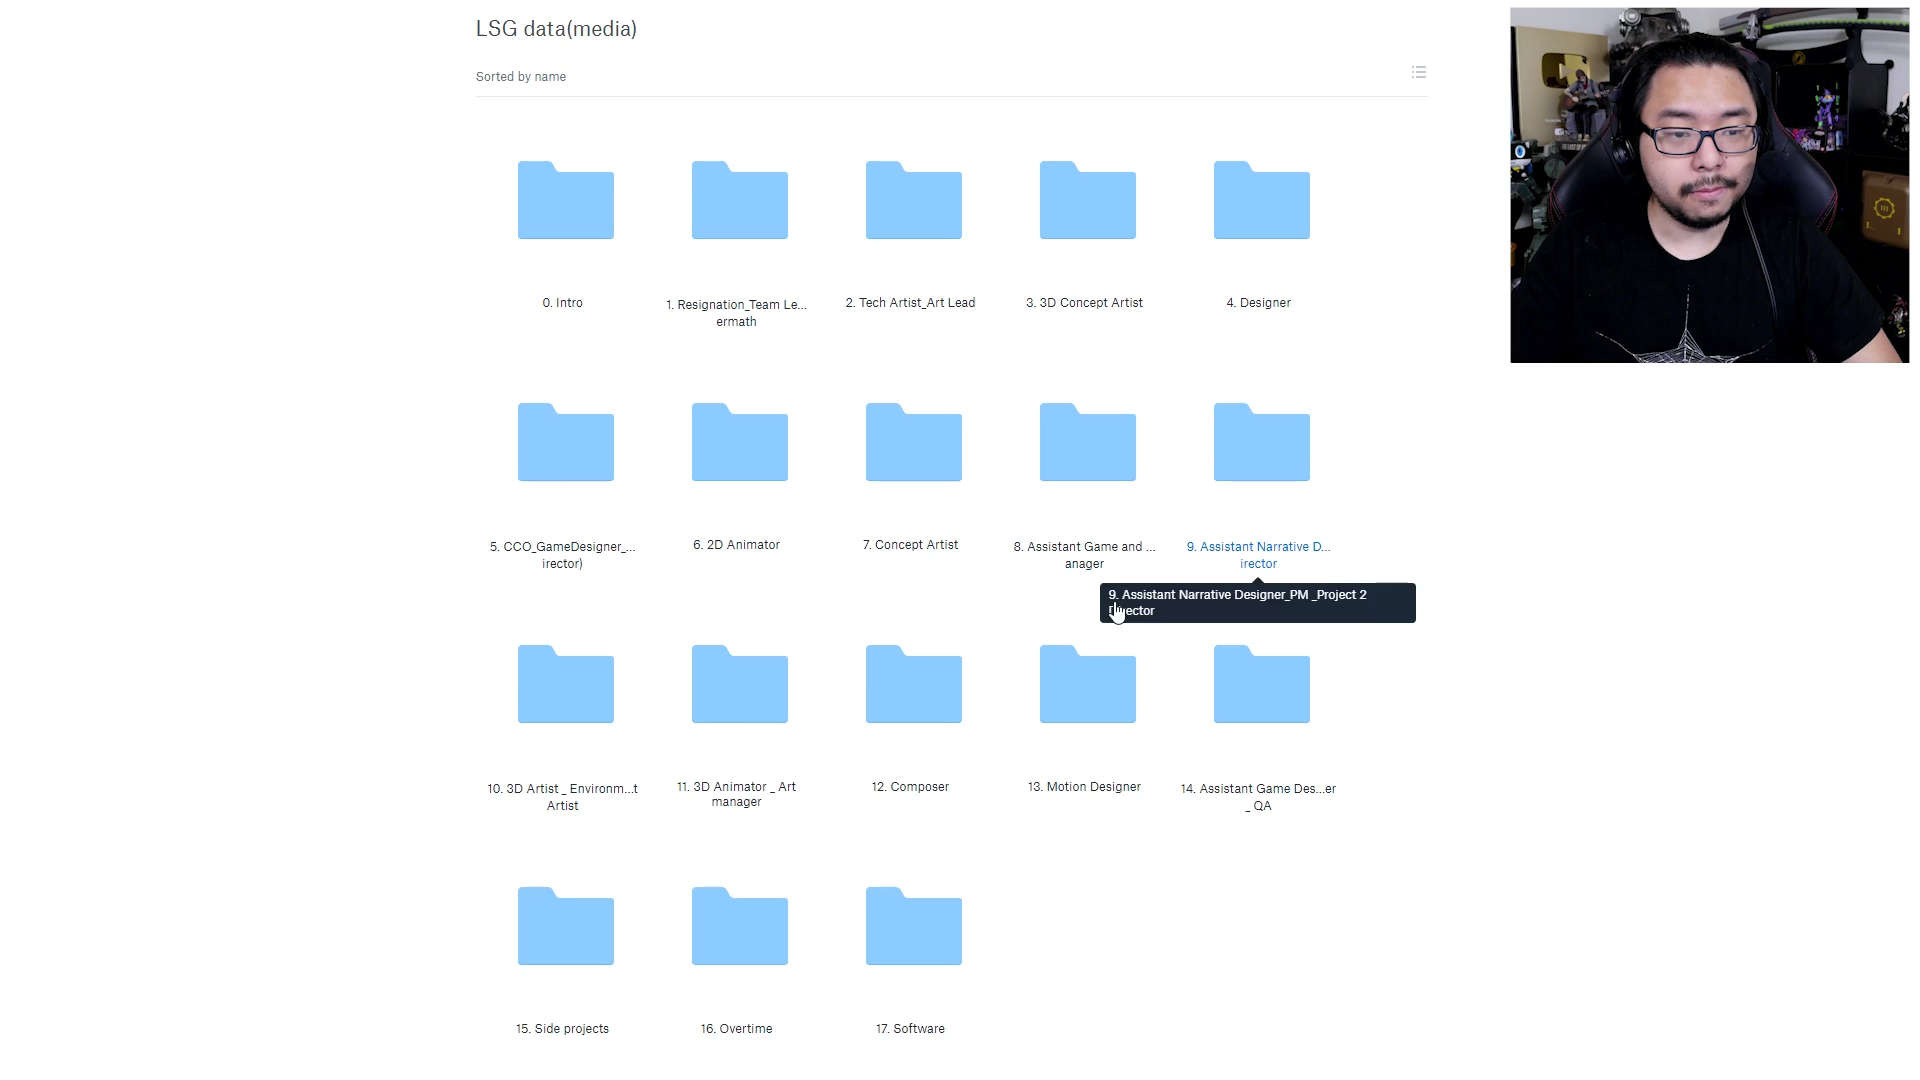 LSG data(media)
Sorted by name
0. Intro
1. Resignation_Team Le...
ermath
2. Tech Artist_Art Lead
3. 3D Concept Artist
4. Designer
5. CCO_GameDesigner_...
irector)
6. 2D Animator
7. Concept Artist
8. Assistant Game and ...
anager
9. Assistant Narrative D...
irector
9. Assistant Narrative Designer_PM _Project 2
ector
10. 3D Artist _ Environm...t
Artist
11. 3D Animator _ Art
manager
12. Composer
13. Motion Designer
14. Assistant Game Des...er
_ QA
15. Side projects
16. Overtime
17. Software